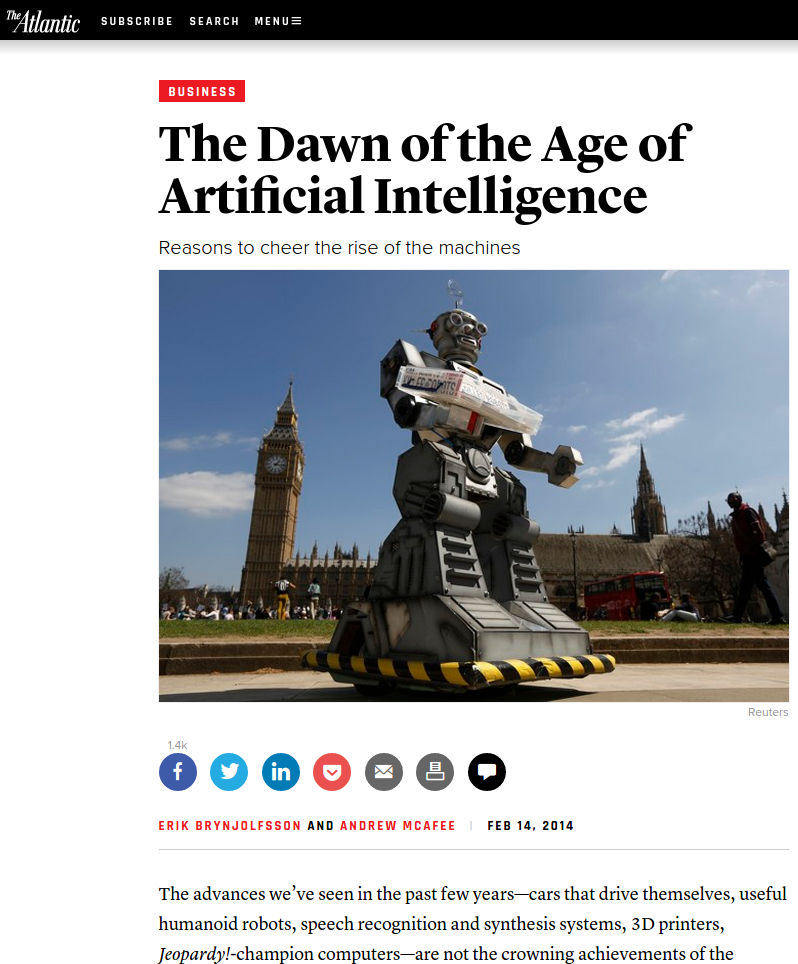 The Atlantic
SUBSCRIBE SEARCH MENU
BUSINESS
The Dawn of the Age of
Artificial Intelligence
Reasons to cheer the rise of the machines
Reuters
1.4k
ERIK BRYNJOLFSSON AND ANDREW MCAFEE | FEB 14, 2014
The advances we’ve seen in the past few years—cars that drive themselves, useful
humanoid robots, speech recognition and synthesis systems, 3D printers,
Jeopardy!-champion computers—are not the crowning achievements of the